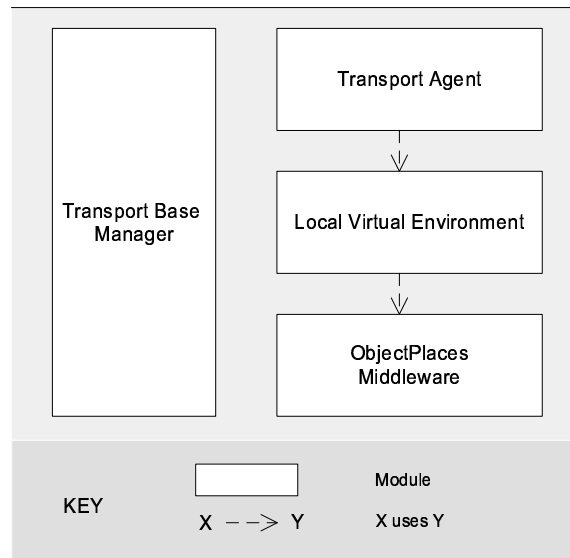 Transport Base
Manager
Transport Agent
Local Virtual Environment
ObjectPlaces
Middleware
KEY
Module
X Y
X uses Y